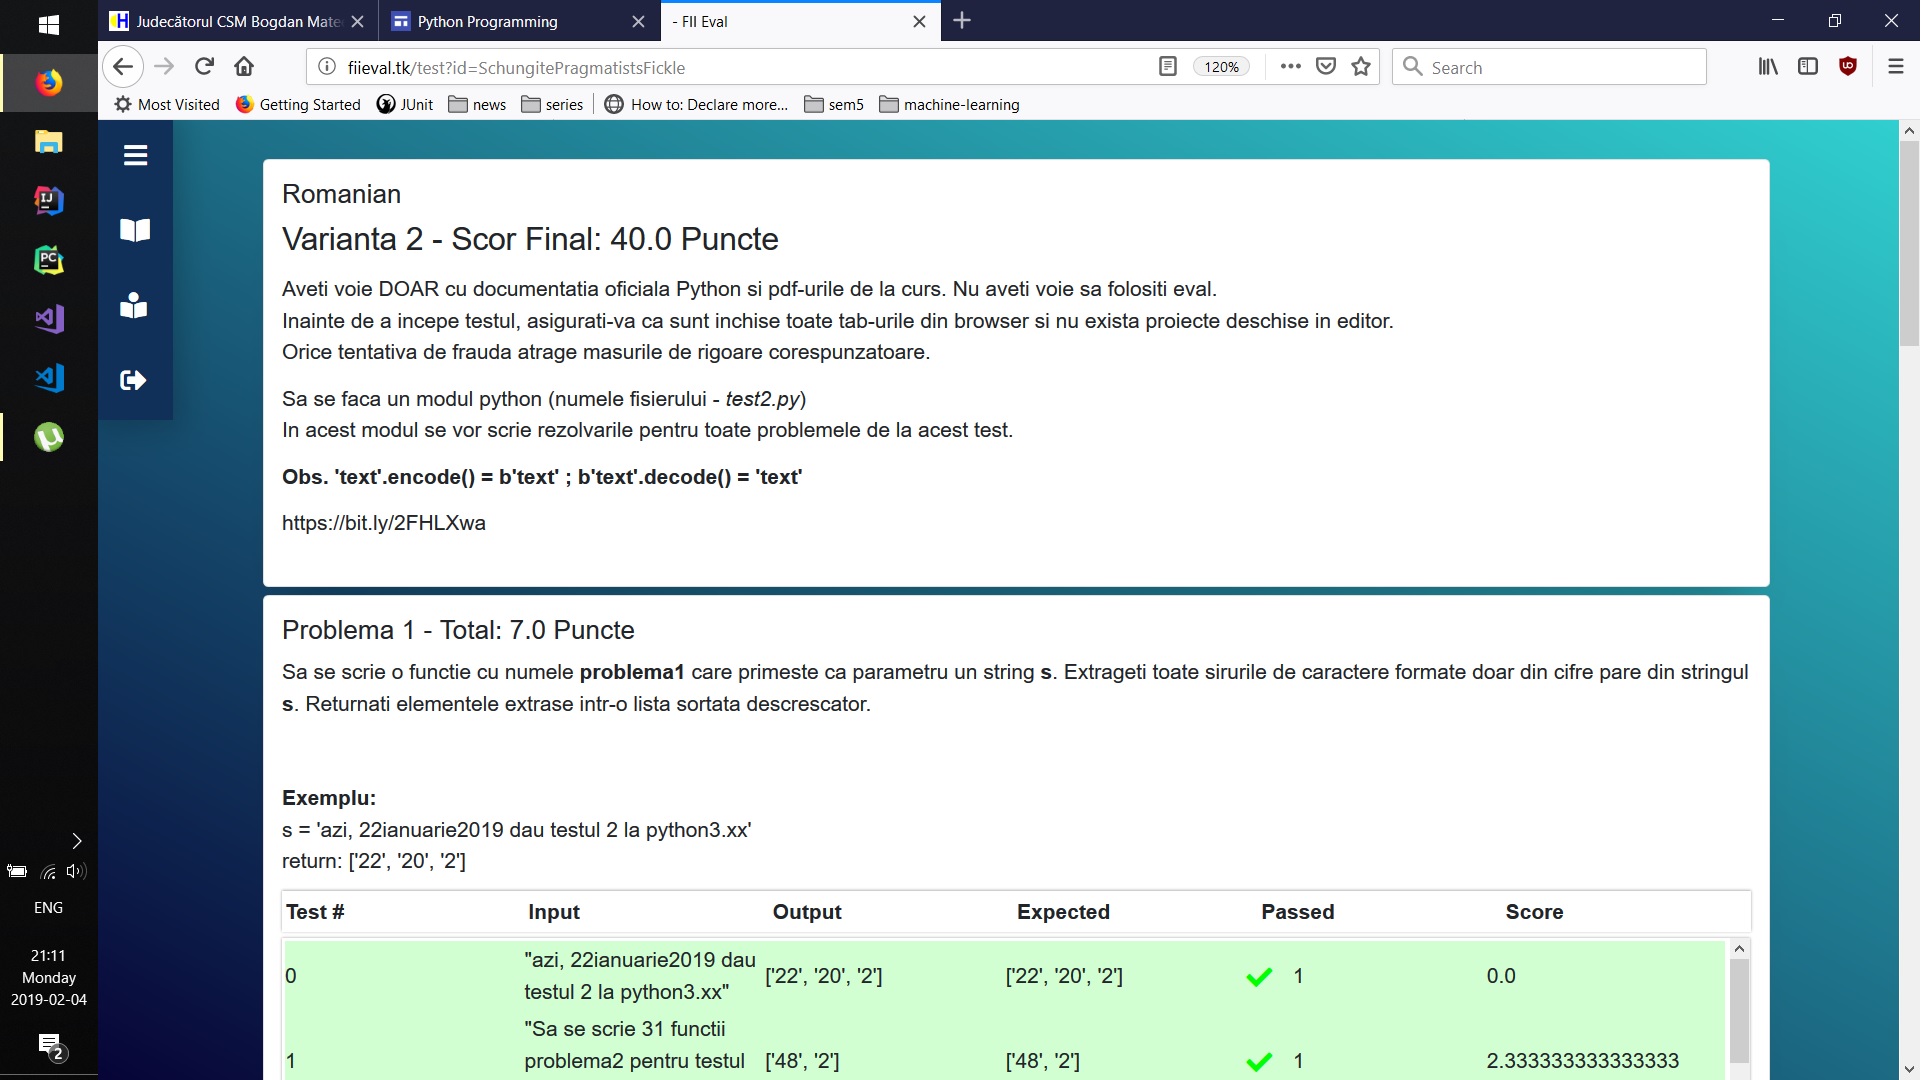 Judecătorul CSM Bogdan Mate
Python Programming
- FII Eval
fiieval.tk/test?id=SchungitePragmatistsFickle
120%
Search
Most Visited
Getting Started
JUnit
news
series
How to: Declare more...
sem5
machine-learning
Romanian
Varianta 2 - Scor Final: 40.0 Puncte
Aveti voie DOAR cu documentatia oficiala Python si pdf-urile de la curs. Nu aveti voie sa folositi eval.
Inainte de a incepe testul, asigurati-va ca sunt inchise toate tab-urile din browser si nu exista proiecte deschise in editor.
Orice tentativa de frauda atrage masurile de rigoare corespunzatoare.
Sa se faca un modul python (numele fisierului - test2.py)
In acest modul se vor scrie rezolvarile pentru toate problemele de la acest test.
Obs. 'text'.encode() = b'text' ; b'text'.decode() = 'text'
https://bit.ly/2FHLXwa
Problema 1 - Total: 7.0 Puncte
Sa se scrie o functie cu numele problema1 care primeste ca parametru un string s. Extrageti toate sirurile de caractere formate doar din cifre pare din stringul
s. Returnati elementele extrase intr-o lista sortata descrescator.
Exemplu:
s = 'azi, 22ianuarie2019 dau testul 2 la python3.xx'
return: ['22', '20', '2']
Test # Input Output Expected Passed Score
"azi, 22ianuarie2019 dau
0 ['22', '20', '2'] ['22', '20', '2'] 1 0.0
testul 2 la python3.xx"
"Sa se scrie 31 functii
1 problema2 pentru testul ['48', '2'] ['48', '2'] 1 2.333333333333333
IJ
PC
ENG
21:11
Monday
2019-02-04
2